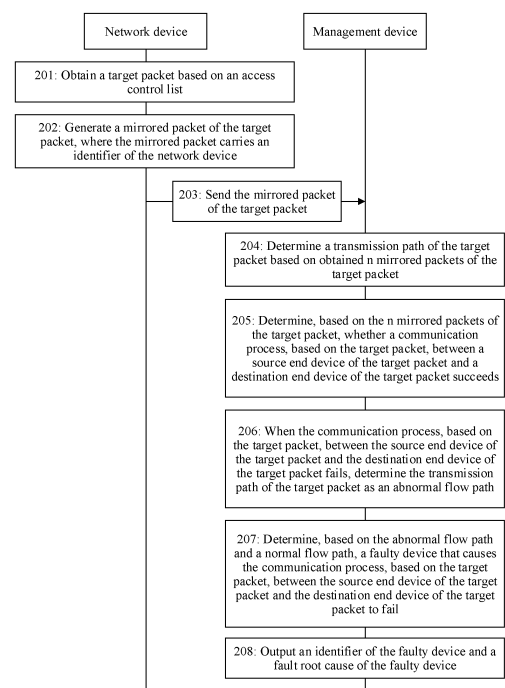 Network device
Management device
201: Obtain a target packet based on an access
control list
202: Generate a mirrored packet of the target
packet, where the mirrored packet carries an
identifier of the network device
203: Send the mirrored packet
of the target packet
204: Determine a transmission path of the target
packet based on obtained n mirrored packets of the
target packet
205: Determine, based on the n mirrored packets of
the target packet, whether a communication
process, based on the target packet, between a
source end device of the target packet and a
destination end device of the target packet succeeds
206: When the communication process, based on
the target packet, between the source end device of
the target packet and the destination end device of
the target packet fails, determine the transmission
path of the target packet as an abnormal flow path
207: Determine, based on the abnormal flow path
and a normal flow path, a faulty device that causes
the communication process, based on the target
packet, between the source end device of the target
packet and the destination end device of the target
packet to fail
208: Output an identifier of the faulty device and a
fault root cause of the faulty device